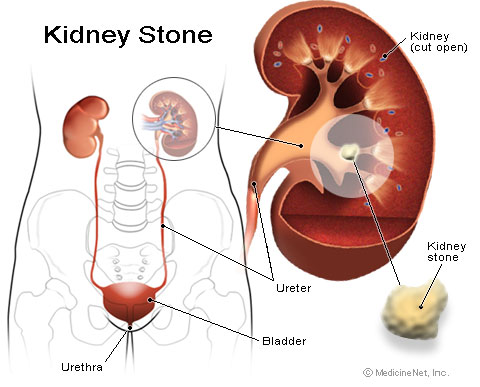 Kidney Stone
Kidney
(cut open)
Kidney
stone
Ureter
Bladder
Urethra
© MedicineNet, Inc.